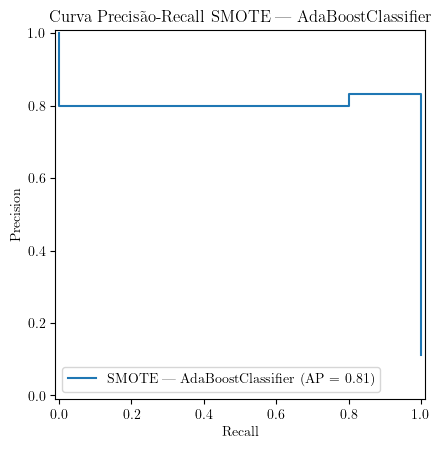 Curva Precisão-Recall SMOTE — AdaBoostClassifier
1.0
0.8
0.6
0.4
0.2
0.0
Precision
SMOTE — AdaBoostClassifier (AP = 0.81)
0.0 0.2 0.4 0.6 0.8 1.0
Recall